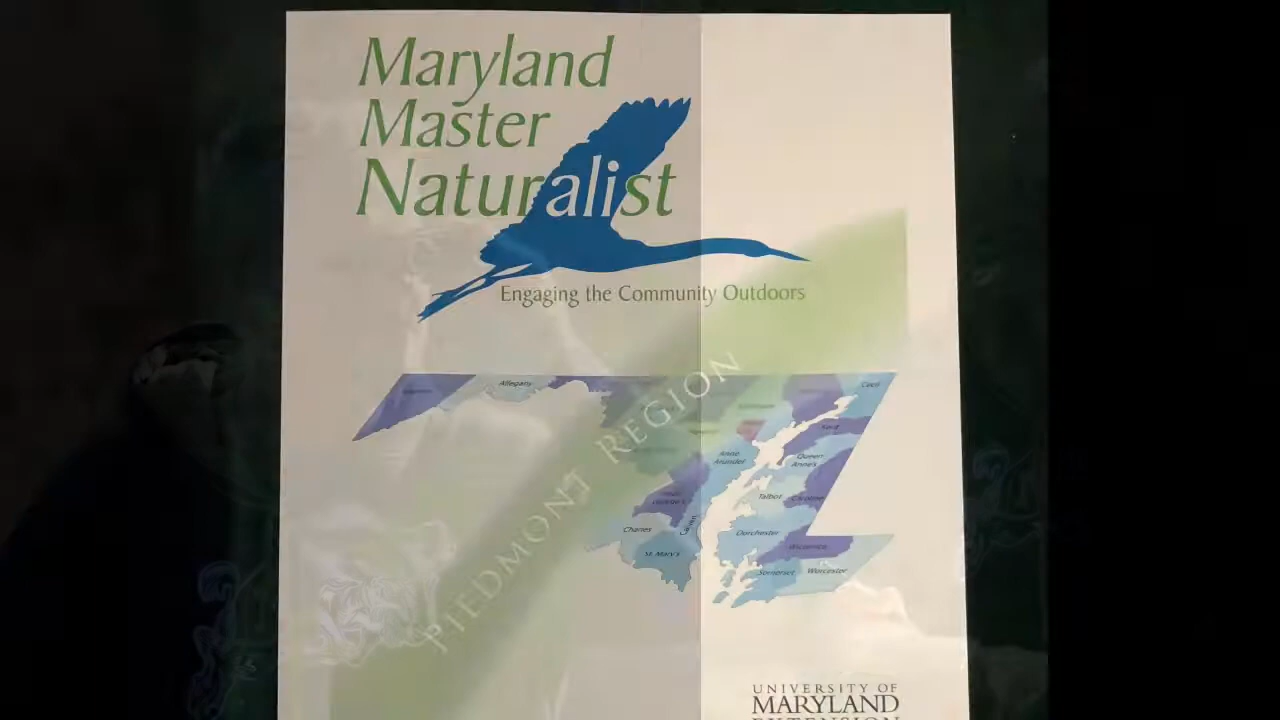 Maryland
Master
Naturalist
Engaging the Community Outdoors
PIEDMONT REGION
Allegany
Cecil
Kent
Anne
Arundel
Queen
Anne's
Talbot
Caroline
Charles
Calvert
Dorchester
St. Mary's
Wicomico
Somerset
Worcester
UNIVERSITY OF
MARYLAND
EXTENSION